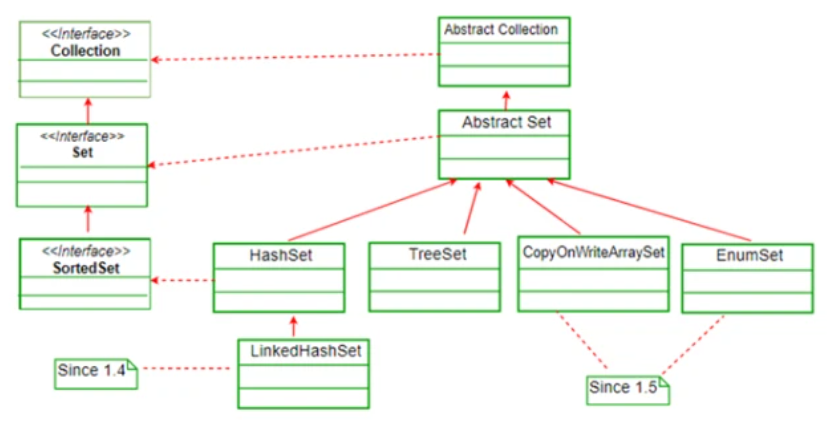 <<Interface>>
Collection
Abstract Collection
<<Interface>>
Set
Abstract Set
<<Interface>>
SortedSet
HashSet
TreeSet
CopyOnWriteArraySet
EnumSet
LinkedHashSet
Since 1.4
Since 1.5